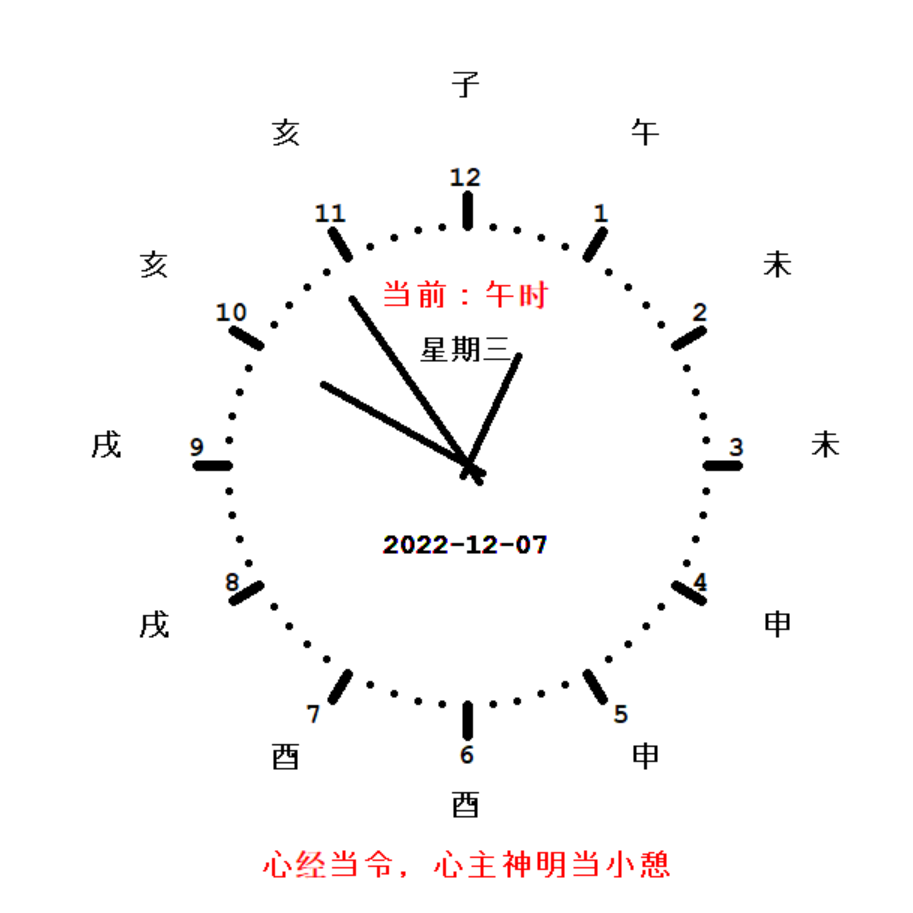 子
亥
午
12
11
1
亥
未
当前：午时
10
2
星期三
戌
9
3
未
2022-12-07
8
4
戌
申
7
5
酉
6
申
酉
心经当令，心主神明当小憩